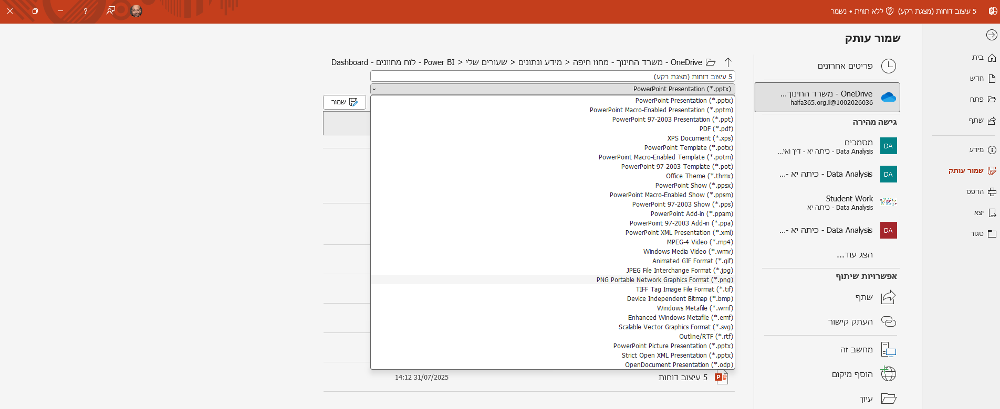 5 עיצוב דוחות (מצגת רקע) ללא תווית • נשמר
?
בית
חדש
פתח
שתף
מידע
שמור עותק
הדפס
יצא
סגור
שמור עותק
פריטים אחרונים
OneDrive - משרד החינוך...
haifa365.org.il@1002026036
גישה מהירה
DA
מסמכים
Data Analysis - כיתה יא - דין ואי...
DA
Data Analysis - כיתה יא -...
Student Work
Data Analysis - כיתה יא
DA
Data Analysis - כיתה יא -...
הצג עוד...
אפשרויות שיתוף
שתף
העתק קישור
מחשב זה
הוסף מיקום
עיון
OneDrive - משרד החינוך - מחוז חיפה > מידע ונתונים > שעורים שלי > Power BI - לוח מחוונים - Dashboard
5 עיצוב דוחות (מצגת רקע)
PowerPoint Presentation (*.pptx)
שמור
PowerPoint Presentation (*.pptx)
PowerPoint Macro-Enabled Presentation (*.pptm)
PowerPoint 97-2003 Presentation (*.ppt)
PDF (*.pdf)
XPS Document (*.xps)
PowerPoint Template (*.potx)
PowerPoint Macro-Enabled Template (*.potm)
PowerPoint 97-2003 Template (*.pot)
Office Theme (*.thmx)
PowerPoint Show (*.ppsx)
PowerPoint Macro-Enabled Show (*.ppsm)
PowerPoint 97-2003 Show (*.pps)
PowerPoint Add-in (*.ppam)
PowerPoint 97-2003 Add-in (*.ppa)
PowerPoint XML Presentation (*.xml)
MPEG-4 Video (*.mp4)
Windows Media Video (*.wmv)
Animated GIF Format (*.gif)
JPEG File Interchange Format (*.jpg)
PNG Portable Network Graphics Format (*.png)
TIFF Tag Image File Format (*.tif)
Device Independent Bitmap (*.bmp)
Windows Metafile (*.wmf)
Enhanced Windows Metafile (*.emf)
Scalable Vector Graphics Format (*.svg)
Outline/RTF (*.rtf)
PowerPoint Picture Presentation (*.pptx)
Strict Open XML Presentation (*.pptx)
OpenDocument Presentation (*.odp)
5 עיצוב דוחות
14:12 31/07/2025